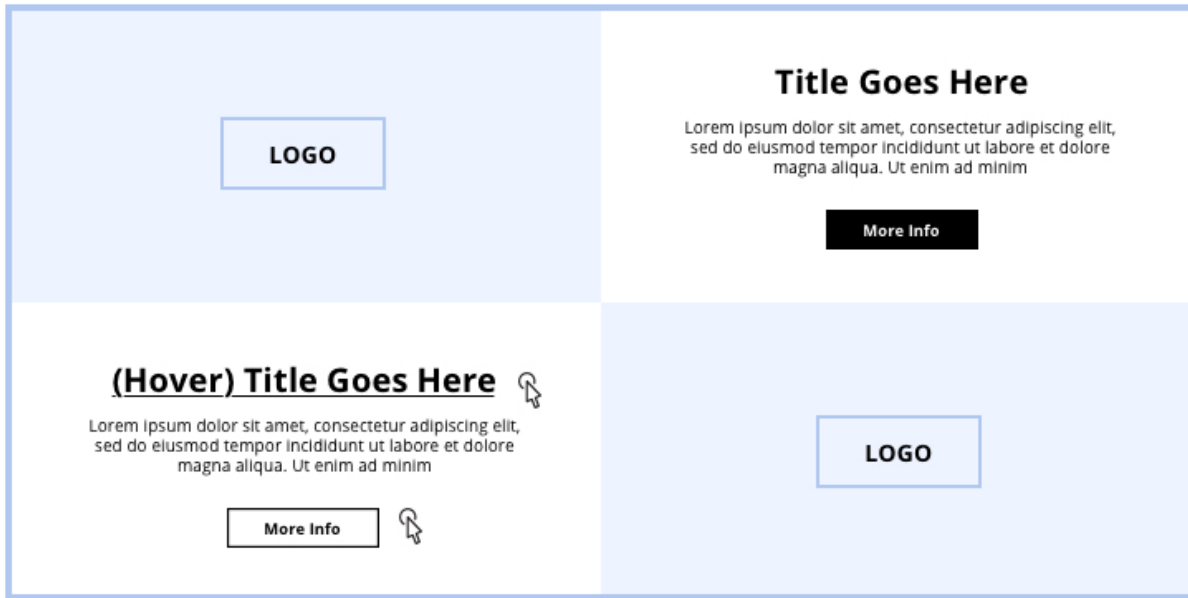 LOGO
Title Goes Here
Lorem ipsum dolor sit amet, consectetur adipiscing elit,
sed do eiusmod tempor incididunt ut labore et dolore
magna aliqua. Ut enim ad minim
More Info
(Hover) Title Goes Here
Lorem ipsum dolor sit amet, consectetur adipiscing elit,
sed do eiusmod tempor incididunt ut labore et dolore
magna aliqua. Ut enim ad minim
More Info
LOGO